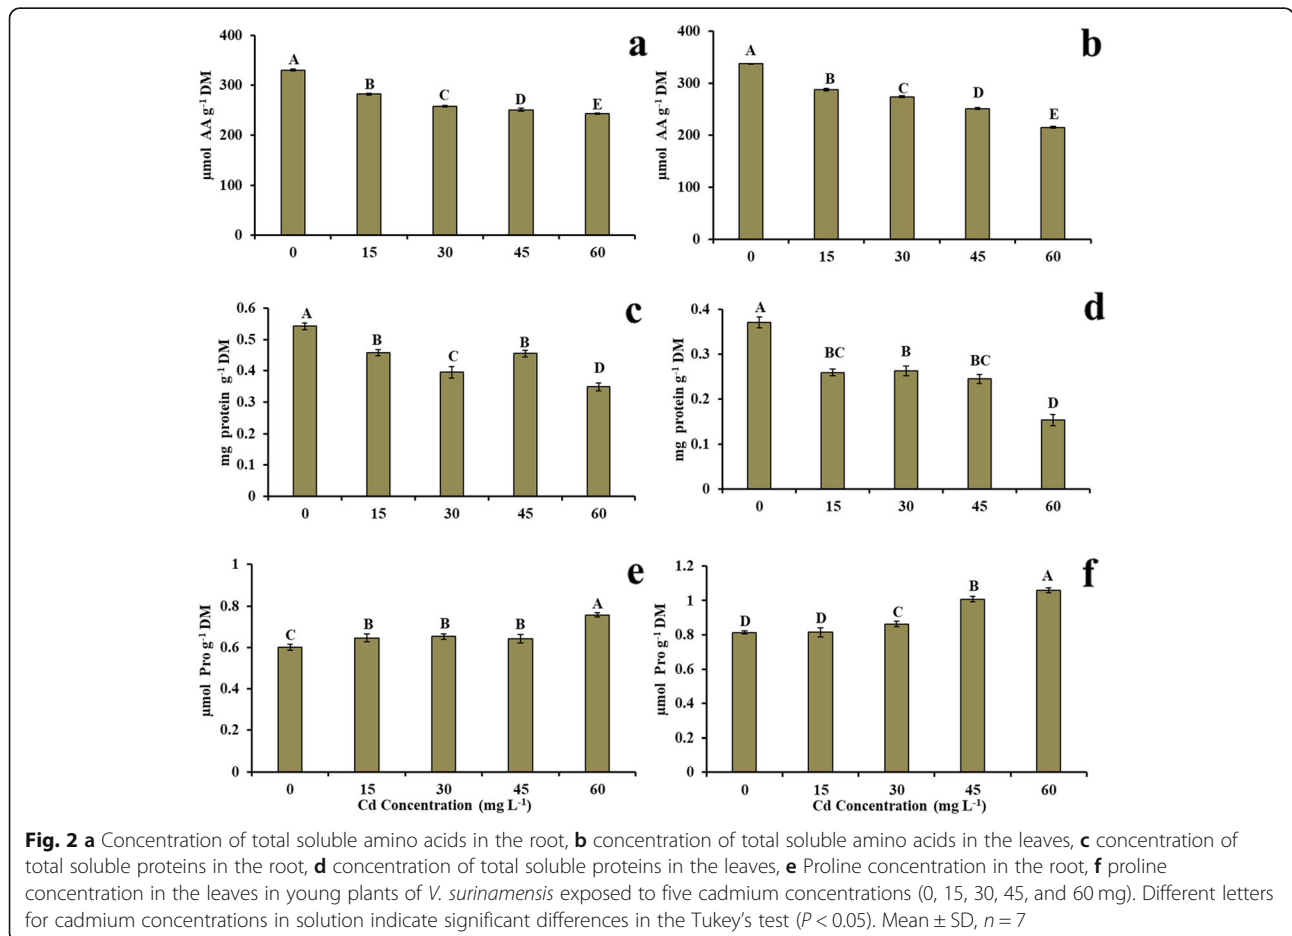 a
400
300
200
100
0
µmol AA g⁻¹ DM
A
B
C
D
E
0 15 30 45 60
b
400
300
200
100
0
µmol AA g⁻¹ DM
A
B
C
D
E
0 15 30 45 60
c
0.6
0.5
0.4
0.3
0.2
0.1
0
mg protein g⁻¹ DM
A
B
C
B
D
0 15 30 45 60
d
0.4
0.3
0.2
0.1
0
mg protein g⁻¹ DM
A
BC
B
BC
D
0 15 30 45 60
e
1
0.8
0.6
0.4
0.2
0
µmol Pro g⁻¹ DM
C
B
B
B
A
0 15 30 45 60
Cd Concentration (mg L⁻¹)
f
1.2
1
0.8
0.6
0.4
0.2
0
µmol Pro g⁻¹ DM
D
D
C
B
A
0 15 30 45 60
Cd Concentration (mg L⁻¹)
Fig. 2 a Concentration of total soluble amino acids in the root, b concentration of total soluble amino acids in the leaves, c concentration of
total soluble proteins in the root, d concentration of total soluble proteins in the leaves, e Proline concentration in the root, f proline
concentration in the leaves in young plants of V. surinamensis exposed to five cadmium concentrations (0, 15, 30, 45, and 60 mg). Different letters
for cadmium concentrations in solution indicate significant differences in the Tukey's test (P < 0.05). Mean ± SD, n = 7